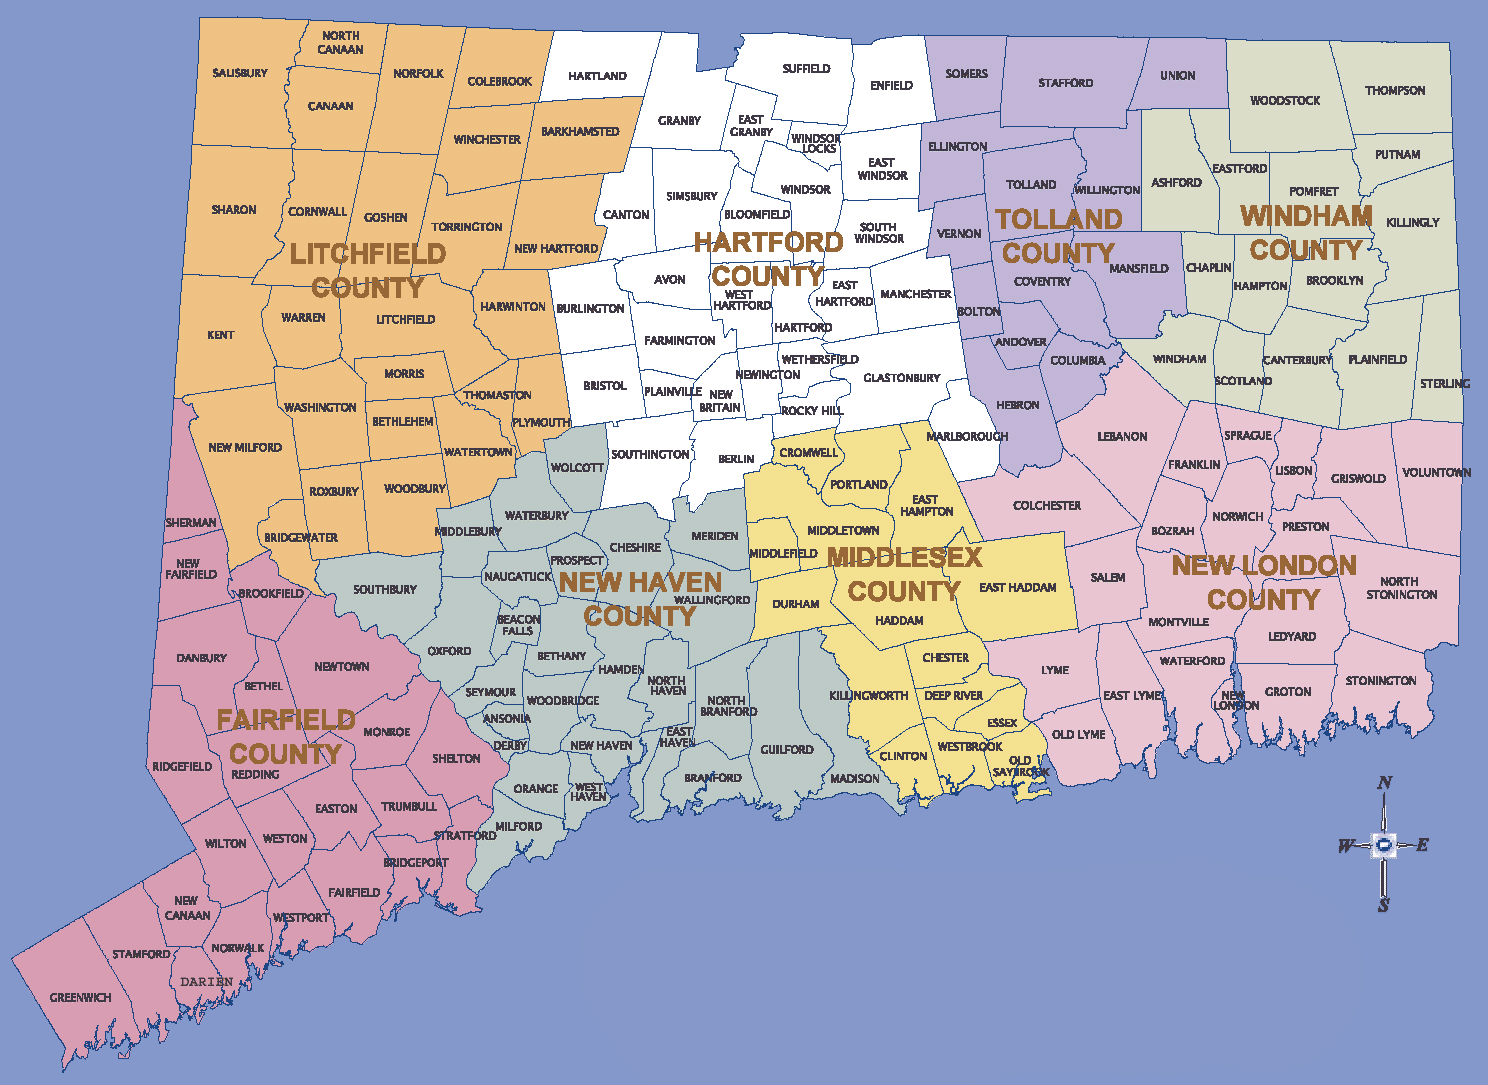 SALISBURY
NORTH
CANAAN
CANAAN
NORFOLK
COLEBROOK
HARTLAND
SUFFIELD
ENFIELD
SOMERS
STAFFORD
UNION
WOODSTOCK
THOMPSON
WINCHESTER
BARKHAMSTED
GRANBY
EAST
GRANBY
WINDSOR
LOCKS
EAST
WINDSOR
ELLINGTON
TOLLAND
WILLINGTON
ASHFORD
EASTFORD
POMFRET
PUTNAM
SHARON
CORNWALL
GOSHEN
TORRINGTON
NEW HARTFORD
CANTON
SIMSBURY
BLOOMFIELD
WINDSOR
SOUTH
WINDSOR
VERNON
TOLLAND
COUNTY
WINDHAM
COUNTY
KILLINGLY
LITCHFIELD
COUNTY
HARTFORD
COUNTY
KENT
WARREN
LITCHFIELD
HARWINTON
BURLINGTON
AVON
WEST
HARTFORD
HARTFORD
EAST
HARTFORD
MANCHESTER
BOLTON
COVENTRY
MANSFIELD
CHAPLIN
HAMPTON
BROOKLYN
MORRIS
WASHINGTON
BETHLEHEM
THOMASTON
PLYMOUTH
BRISTOL
FARMINGTON
PLAINVILLE
NEW
BRITAIN
NEWINGTON
WETHERSFIELD
ROCKY HILL
GLASTONBURY
ANDOVER
COLUMBIA
HEBRON
WINDHAM
SCOTLAND
CANTERBURY
PLAINFIELD
STERLING
NEW MILFORD
ROXBURY
WOODBURY
WATERTOWN
WOLCOTT
SOUTHINGTON
BERLIN
CROMWELL
PORTLAND
EAST
HAMPTON
MARLBOROUGH
COLCHESTER
LEBANON
FRANKLIN
SPRAGUE
LISBON
GRISWOLD
VOLUNTOWN
SHERMAN
BRIDGEWATER
MIDDLEBURY
WATERBURY
CHESHIRE
MERIDEN
MIDDLETOWN
MIDDLEFIELD
BOZRAH
NORWICH
PRESTON
NEW
FAIRFIELD
BROOKFIELD
SOUTHBURY
NAUGATUCK
PROSPECT
NEW HAVEN
COUNTY
WALLINGFORD
DURHAM
MIDDLESEX
COUNTY
HADDAM
EAST HADDAM
SALEM
NEW LONDON
COUNTY
NORTH
STONINGTON
MONTVILLE
LEDYARD
DANBURY
BETHEL
NEWTOWN
OXFORD
BEACON
FALLS
BETHANY
HAMDEN
NORTH
HAVEN
SEYMOUR
WOODBRIDGE
ANSONIA
DERBY
NORTH
BRANFORD
GUILFORD
MADISON
KILLINGWORTH
CHESTER
DEEP RIVER
ESSEX
LYME
EAST LYME
WATERFORD
NEW
LONDON
GROTON
STONINGTON
FAIRFIELD
COUNTY
RIDGEFIELD
REDDING
MONROE
SHELTON
NEW HAVEN
EAST
HAVEN
BRANFORD
CLINTON
WESTBROOK
OLD
SAYBROOK
OLD LYME
EASTON
TRUMBULL
ORANGE
WEST
HAVEN
MILFORD
STRATFORD
WILTON
WESTON
BRIDGEPORT
FAIRFIELD
WESTPORT
NEW
CANAAN
NORWALK
STAMFORD
DARIEN
GREENWICH
N
W
E
S